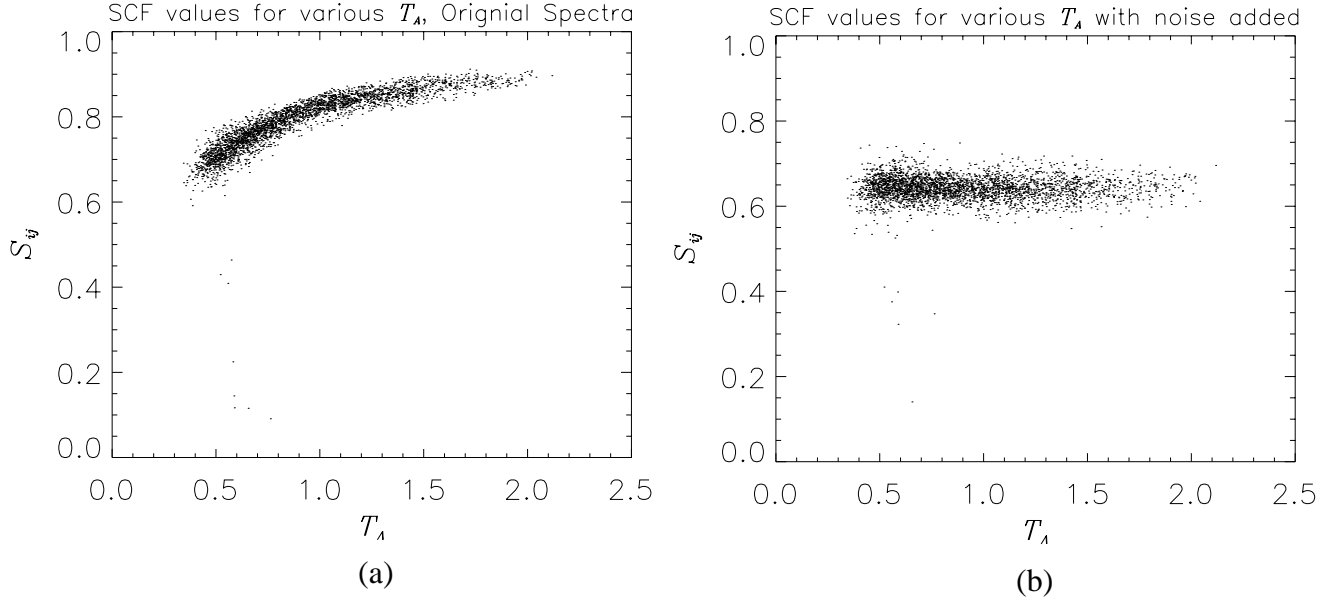 SCF values for various T_A, Orignial Spectra
1.0
0.8
0.6
0.4
0.2
0.0
S_ij
0.0 0.5 1.0 1.5 2.0 2.5
T_A
(a)
SCF values for various T_A with noise added
1.0
0.8
0.6
0.4
0.2
0.0
S_ij
0.0 0.5 1.0 1.5 2.0 2.5
T_A
(b)